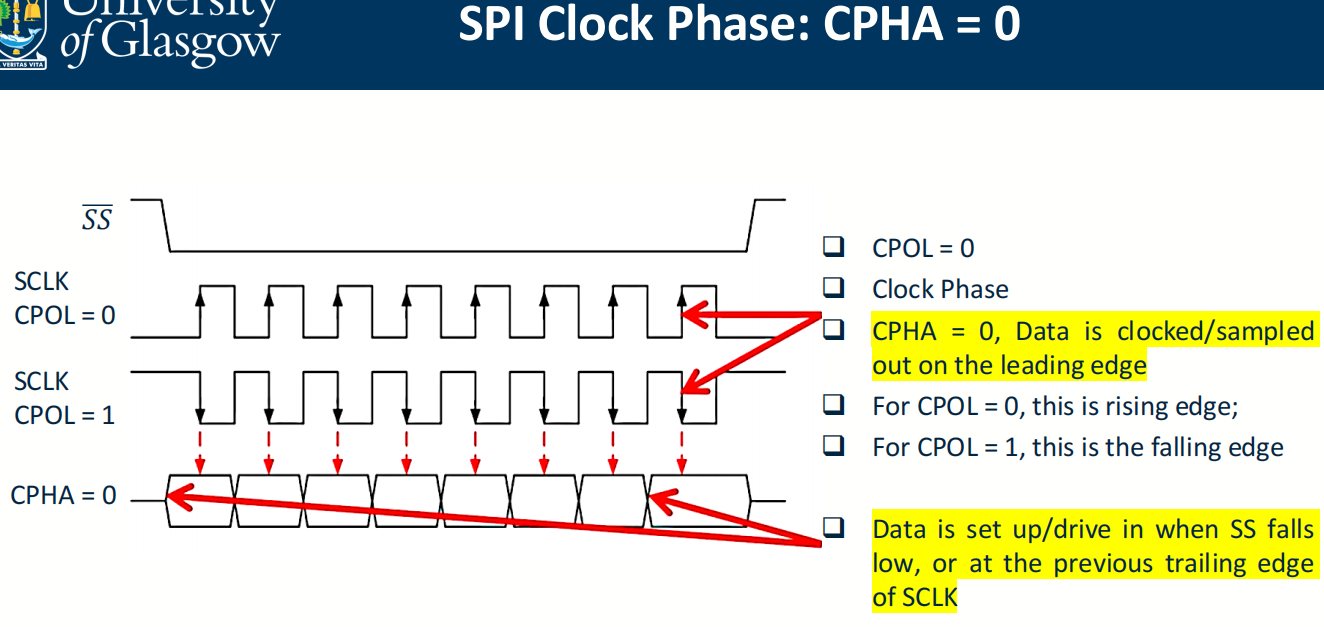 University
of Glasgow
VERITAS VITA
SPI Clock Phase: CPHA = 0
SS
SCLK
CPOL = 0
SCLK
CPOL = 1
CPHA = 0
❑ CPOL = 0
❑ Clock Phase
❑ CPHA = 0, Data is clocked/sampled
out on the leading edge
❑ For CPOL = 0, this is rising edge;
❑ For CPOL = 1, this is the falling edge
❑ Data is set up/drive in when SS falls
low, or at the previous trailing edge
of SCLK